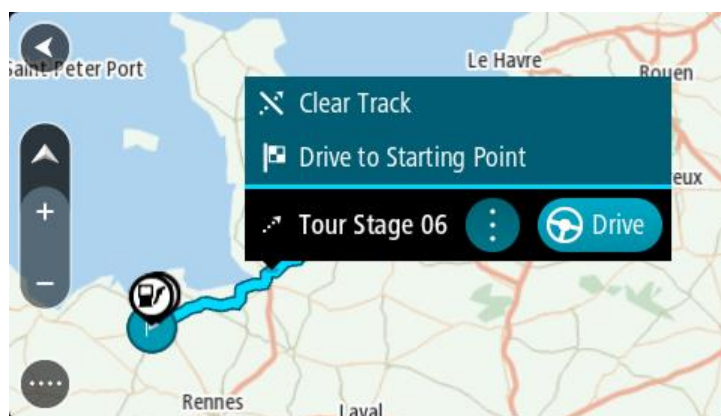 Saint Peter Port
Le Havre
Rouen
Clear Track
Drive to Starting Point
eux
+
Tour Stage 06
Drive
−
Rennes
Laval